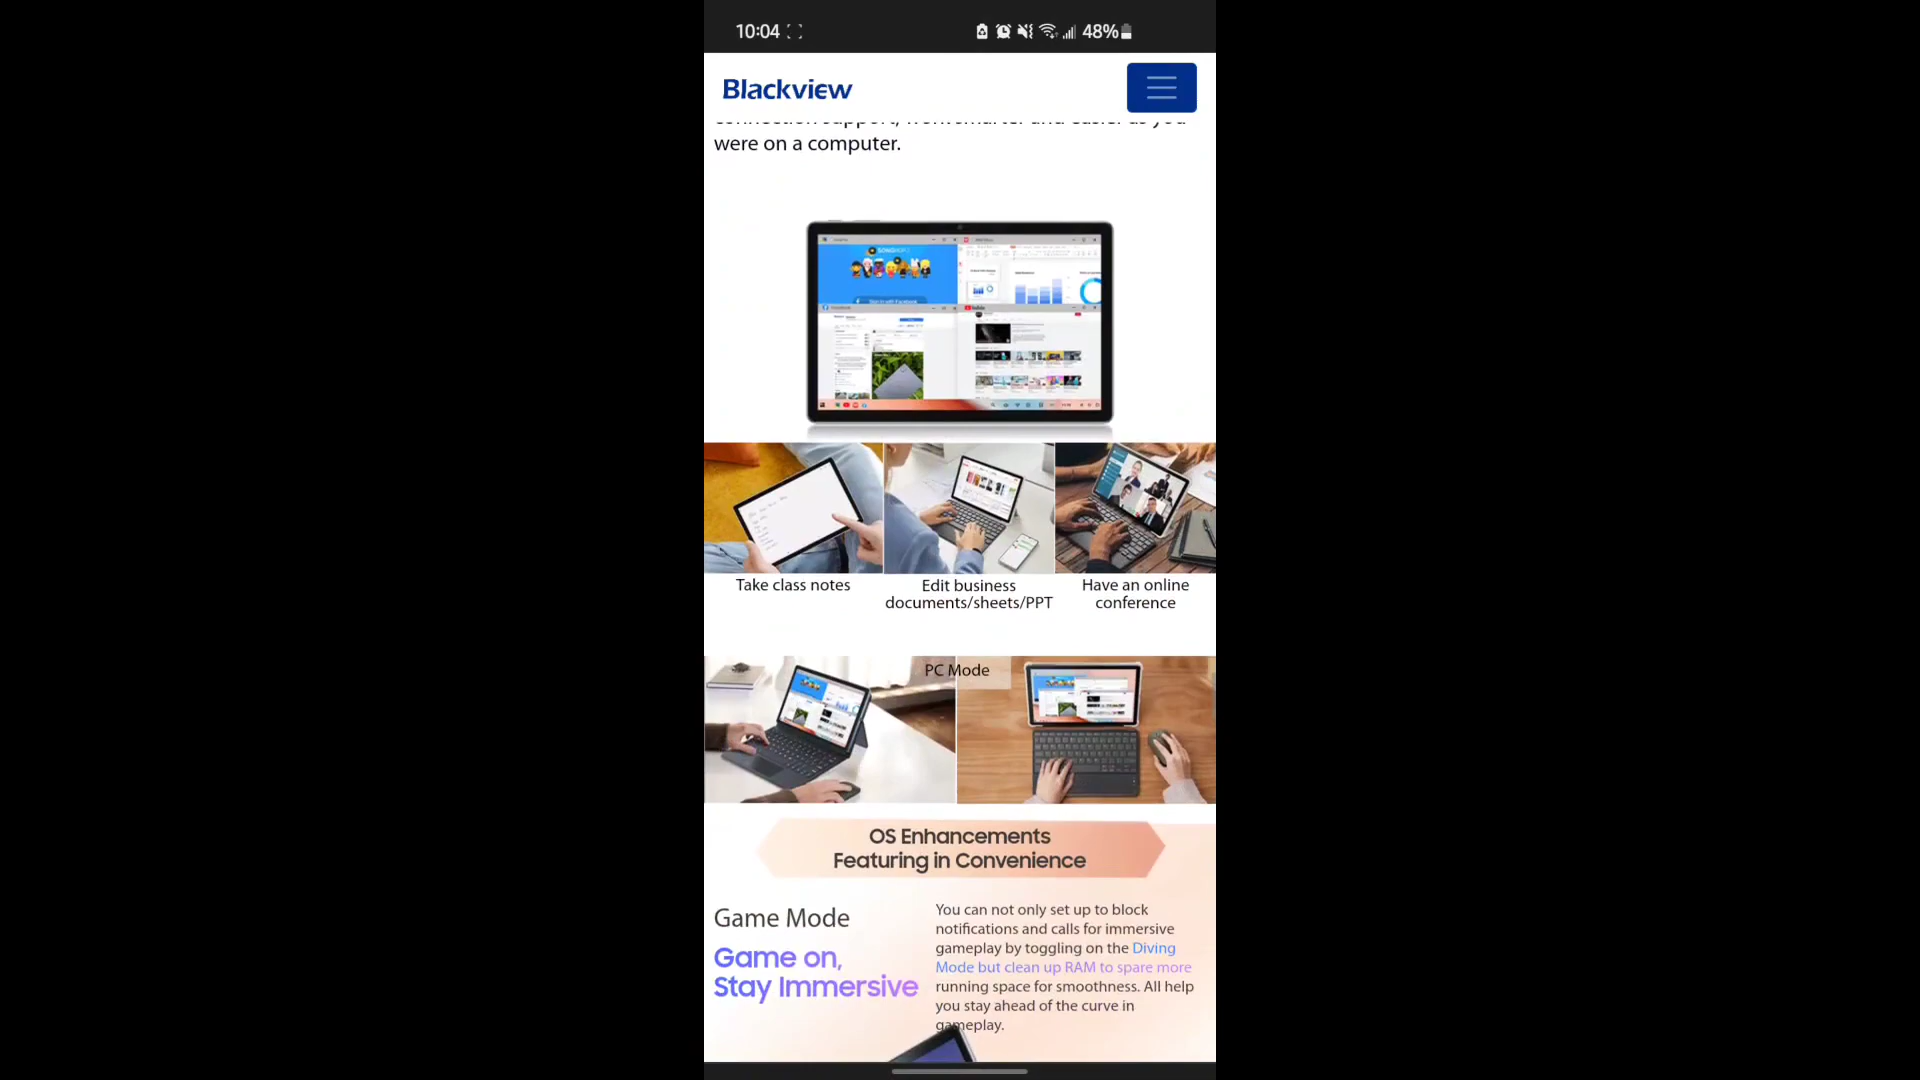 10:04
48%
Blackview
were on a computer.
Take class notes
Edit business
documents/sheets/PPT
Have an online
conference
PC Mode
OS Enhancements
Featuring in Convenience
Game Mode
Game on,
Stay Immersive
You can not only set up to block
notifications and calls for immersive
gameplay by toggling on the Diving
Mode but clean up RAM to spare more
running space for smoothness. All help
you stay ahead of the curve in
gameplay.